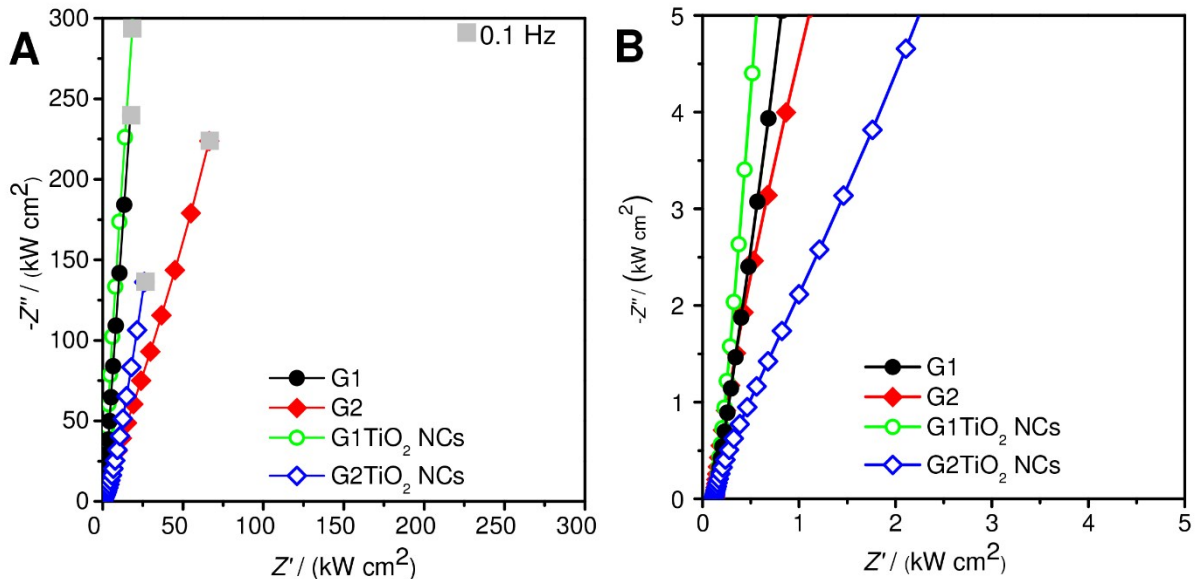 A
300
250
200
150
100
50
0
-Z'' / (kW cm²)
0 50 100 150 200 250 300
Z' / (kW cm²)
0.1 Hz
G1
G2
G1TiO₂ NCs
G2TiO₂ NCs
B
5
4
3
2
1
0
-Z'' / (kW cm²)
0 1 2 3 4 5
Z' / (kW cm²)
G1
G2
G1TiO₂ NCs
G2TiO₂ NCs